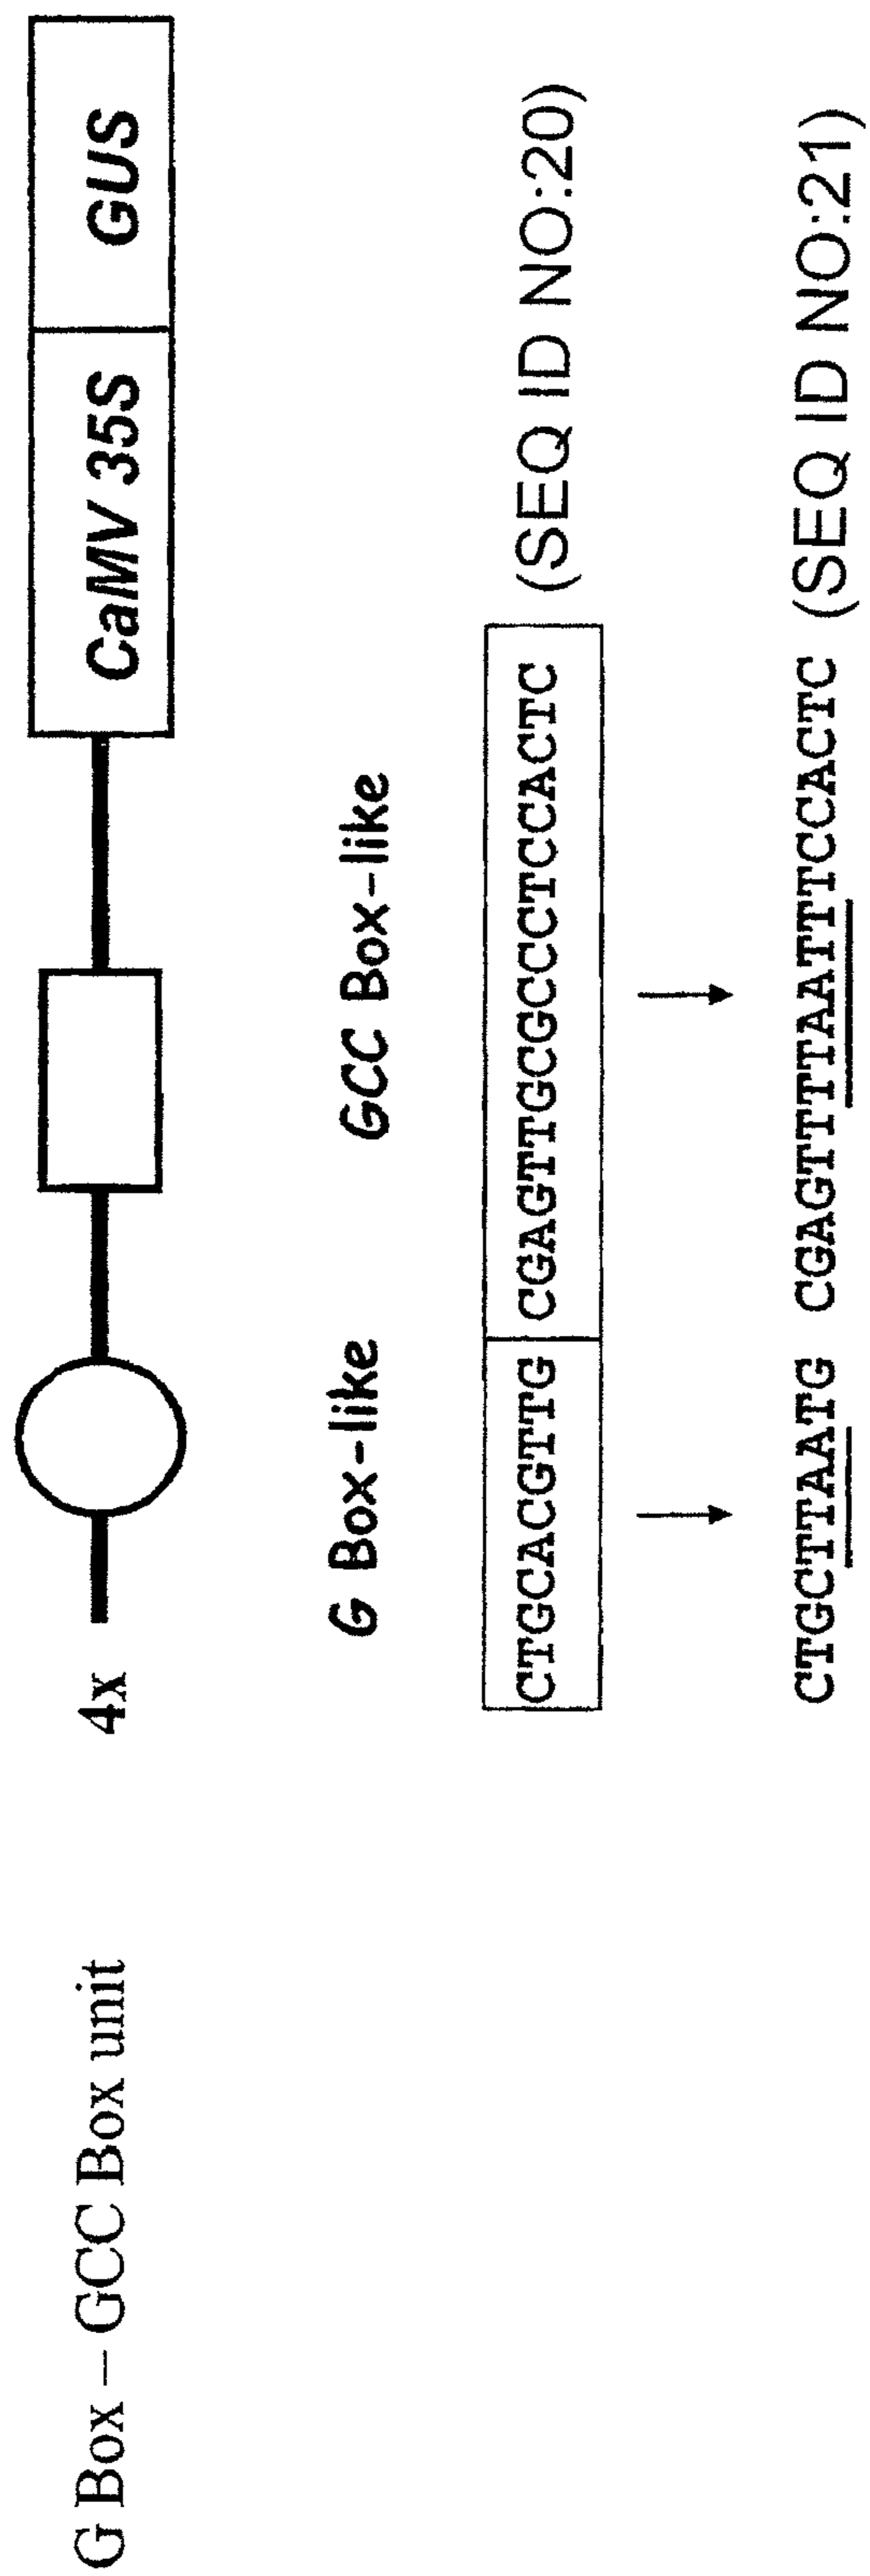 G Box – GCC Box unit 4x CaMV 35S GUS
G Box-like GCC Box-like
CTGCACGTTG CGAGTTGCGCCCTCCACTC (SEQ ID NO:20)
CTGCTTAATG CGAGTTTTAATTTCCACTC (SEQ ID NO:21)